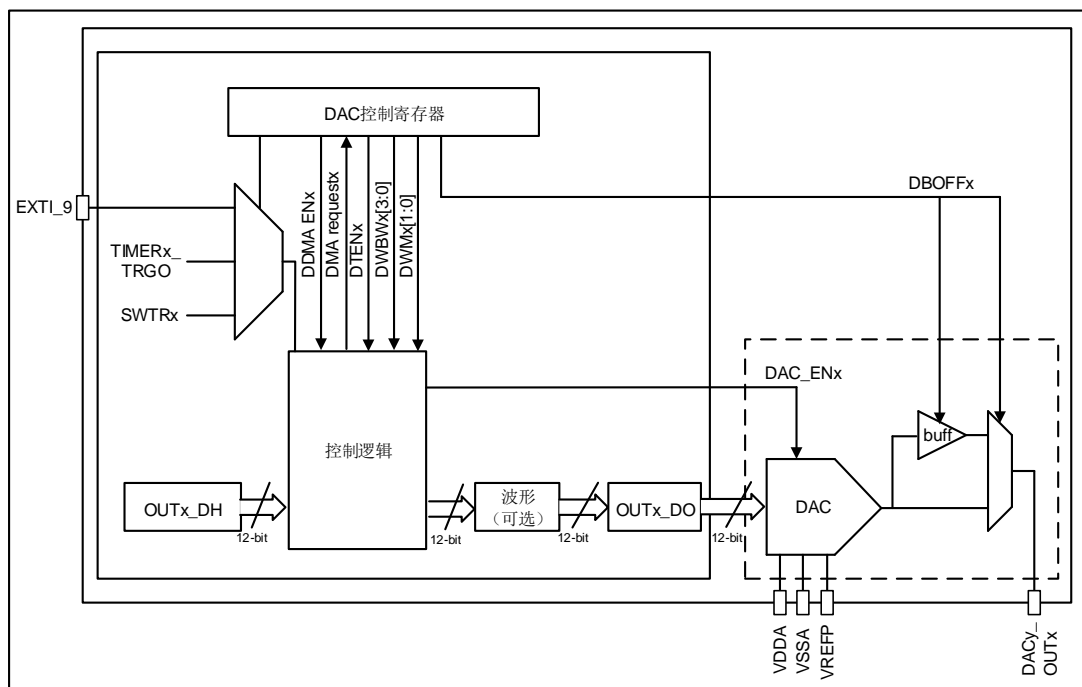 DAC控制寄存器
EXTI_9
TIMERx_
TRGO
SWTRx
DDMA ENx
DMA requestx
DTENx
DWBWx[3:0]
DWMx[1:0]
DBOFFx
DAC_ENx
控制逻辑
buff
OUTx_DH
12-bit
12-bit
波形
（可选）
12-bit
OUTx_DO
12-bit
DAC
VDDA
VSSA
VREFP
DACy_
OUTx